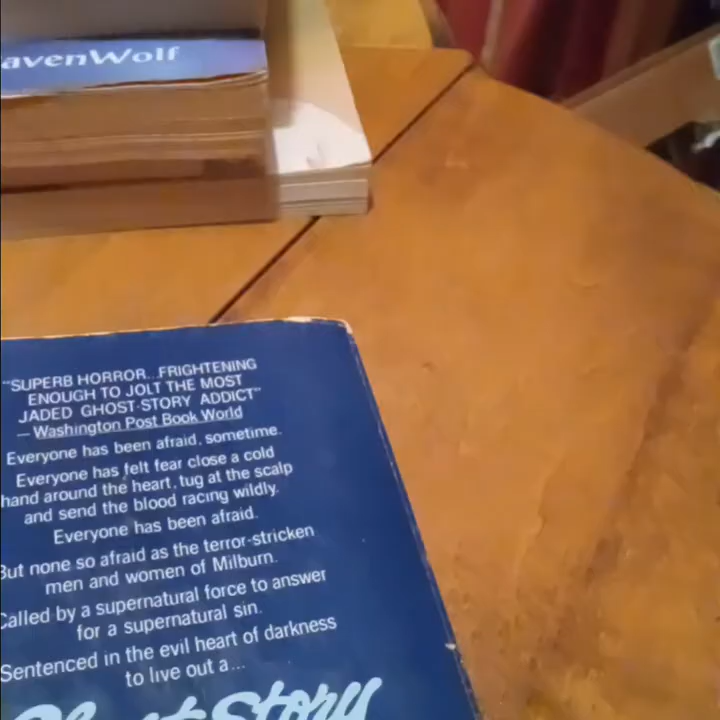 avenWolf
"SUPERB HORROR...FRIGHTENING
ENOUGH TO JOLT THE MOST
JADED GHOST-STORY ADDICT"
— Washington Post Book World
Everyone has been afraid, sometime.
Everyone has felt fear close a cold
hand around the heart, tug at the scalp
and send the blood racing wildly.
Everyone has been afraid.
But none so afraid as the terror-stricken
men and women of Milburn.
Called by a supernatural force to answer
for a supernatural sin.
Sentenced in the evil heart of darkness
to live out a...
Ghost Story